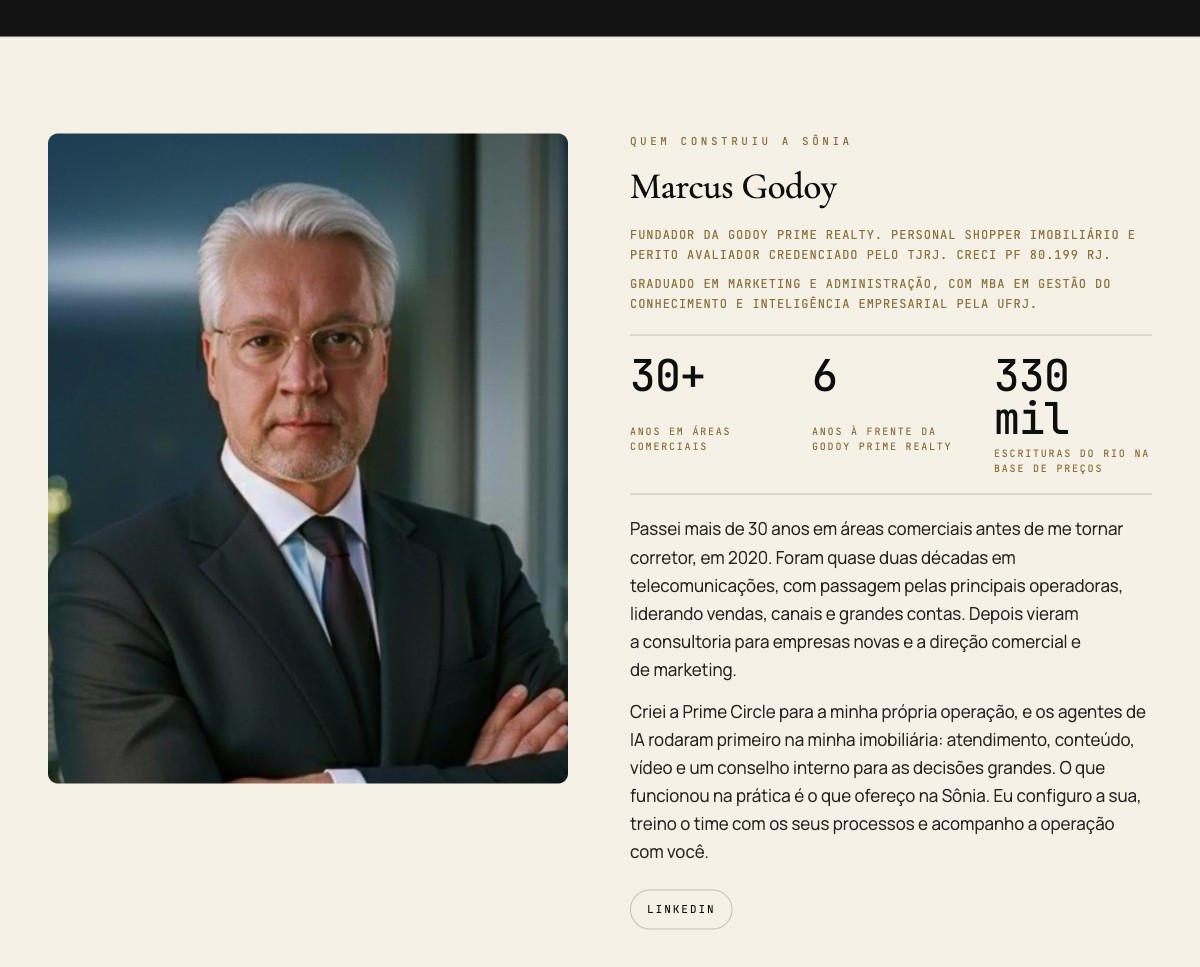 QUEM CONSTRUIU A SÔNIA
Marcus Godoy
FUNDADOR DA GODOY PRIME REALTY. PERSONAL SHOPPER IMOBILIÁRIO E
PERITO AVALIADOR CREDENCIADO PELO TJRJ. CRECI PF 80.199 RJ.
GRADUADO EM MARKETING E ADMINISTRAÇÃO, COM MBA EM GESTÃO DO
CONHECIMENTO E INTELIGÊNCIA EMPRESARIAL PELA UFRJ.
30+
ANOS EM ÁREAS
COMERCIAIS
6
ANOS À FRENTE DA
GODOY PRIME REALTY
330
mil
ESCRITURAS DO RIO NA
BASE DE PREÇOS
Passei mais de 30 anos em áreas comerciais antes de me tornar
corretor, em 2020. Foram quase duas décadas em
telecomunicações, com passagem pelas principais operadoras,
liderando vendas, canais e grandes contas. Depois vieram
a consultoria para empresas novas e a direção comercial e
de marketing.
Criei a Prime Circle para a minha própria operação, e os agentes de
IA rodaram primeiro na minha imobiliária: atendimento, conteúdo,
vídeo e um conselho interno para as decisões grandes. O que
funcionou na prática é o que ofereço na Sônia. Eu configuro a sua,
treino o time com os seus processos e acompanho a operação
com você.
LINKEDIN